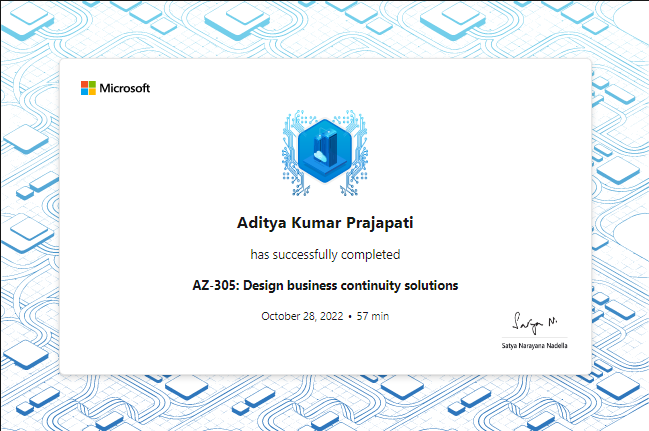 Microsoft
Aditya Kumar Prajapati
has successfully completed
AZ-305: Design business continuity solutions
October 28, 2022 • 57 min
Satya N.
Satya Narayana Nadella